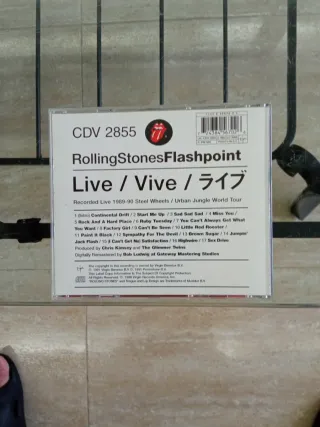 CDV 2855
RollingStonesFlashpoint
Live / Vive / ライブ
Recorded Live 1989-90 Steel Wheels / Urban Jungle World Tour
1 (Intro) Continental Drift / 2 Start Me Up / 3 Sad Sad Sad / 4 Miss You /
5 Rock And A Hard Place / 6 Ruby Tuesday / 7 You Can't Always Get What
You Want / 8 Factory Girl / 9 Can't Be Seen / 10 Little Red Rooster /
11 Paint It Black / 12 Sympathy For The Devil / 13 Brown Sugar / 14 Jumpin'
Jack Flash / 15 (I Can't Get No) Satisfaction / 16 Highwire / 17 Sex Drive
Produced by Chris Kimsey and The Glimmer Twins
Digitally Remastered by Bob Ludwig at Gateway Mastering Studios